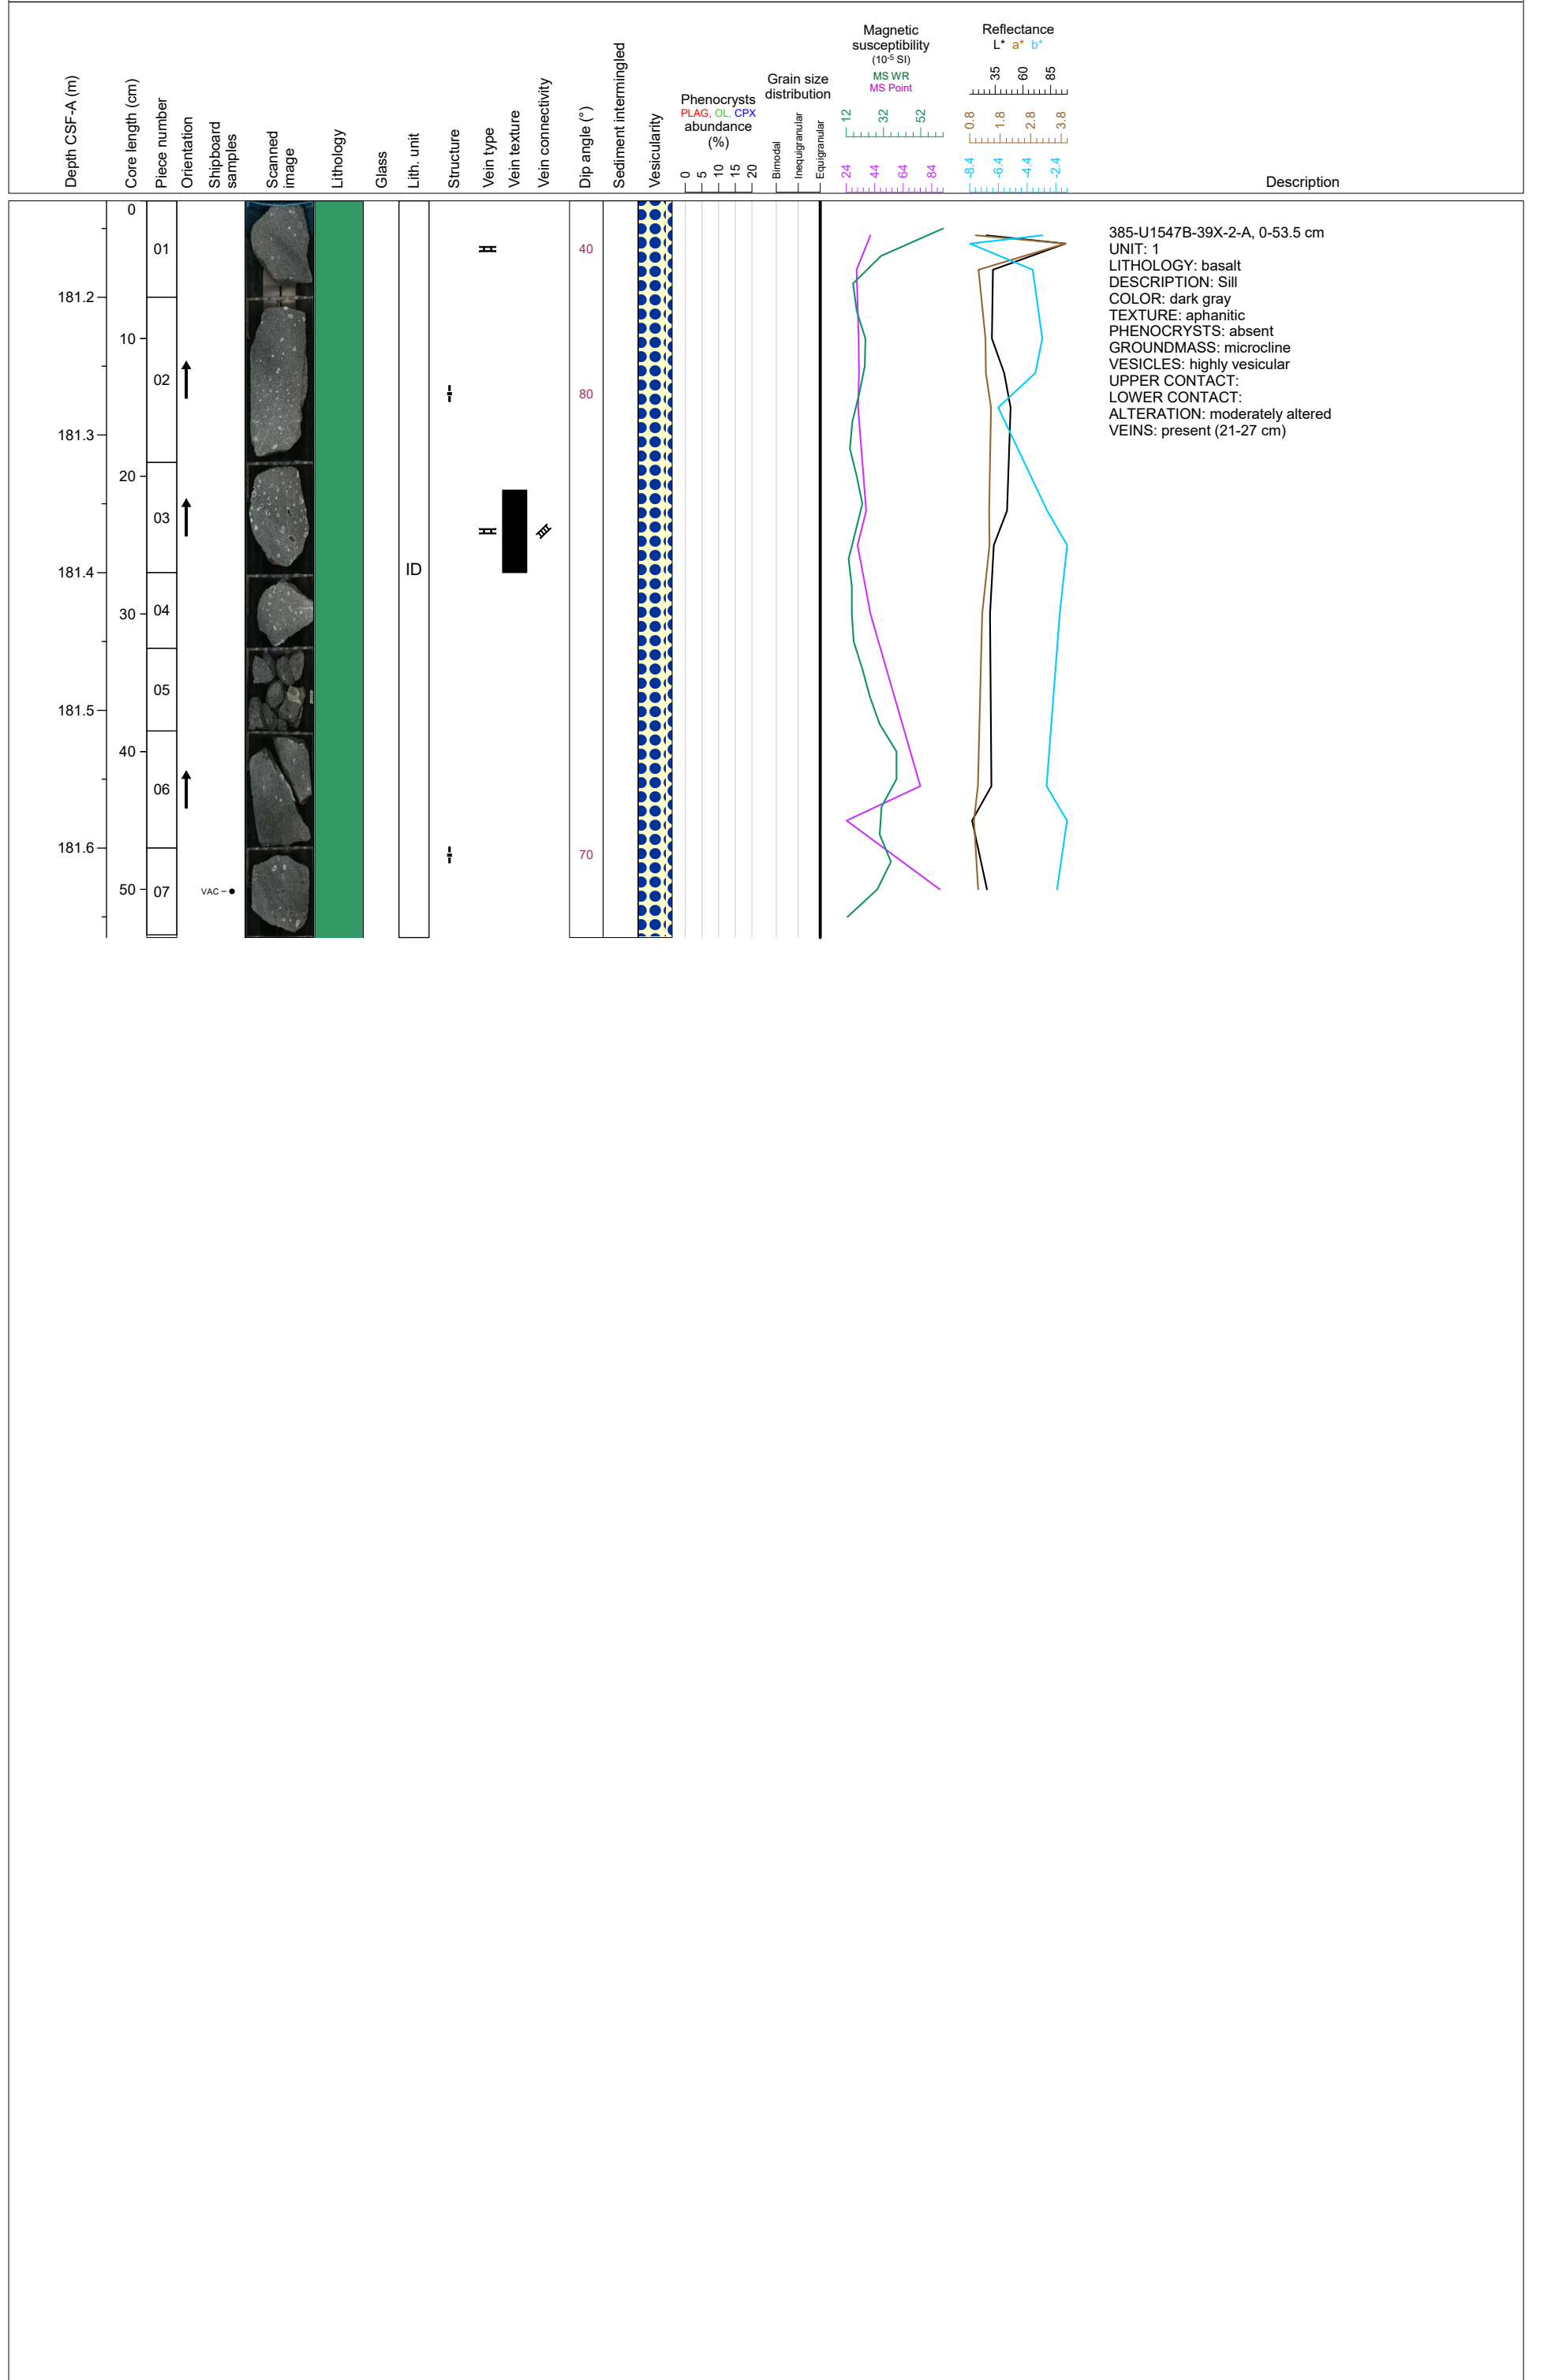 Depth CSF-A (m)
Core length (cm)
Piece number
Orientation
Shipboard
samples
Scanned
image
Lithology
Glass
Lith. unit
Structure
Vein type
Vein texture
Vein connectivity
Dip angle (°)
Sediment intermingled
Vesicularity
Phenocrysts
PLAG, OL, CPX
abundance
(%)
0 5 10 15 20
Grain size
distribution
Bimodal
Inequigranular
Equigranular
Magnetic
susceptibility
(10-5 SI)
MS WR
MS Point
12 32 52
24 44 64 84
Reflectance
L* a* b*
35 60 85
0.8 1.8 2.8 3.8
-8.4 -6.4 -4.4 -2.4
Description
0
01
40
181.2
10
02
80
181.3
20
03
ID
181.4
30
04
05
181.5
40
06
181.6
70
50
07
VAC
385-U1547B-39X-2-A, 0-53.5 cm
UNIT: 1
LITHOLOGY: basalt
DESCRIPTION: Sill
COLOR: dark gray
TEXTURE: aphanitic
PHENOCRYSTS: absent
GROUNDMASS: microcline
VESICLES: highly vesicular
UPPER CONTACT:
LOWER CONTACT:
ALTERATION: moderately altered
VEINS: present (21-27 cm)